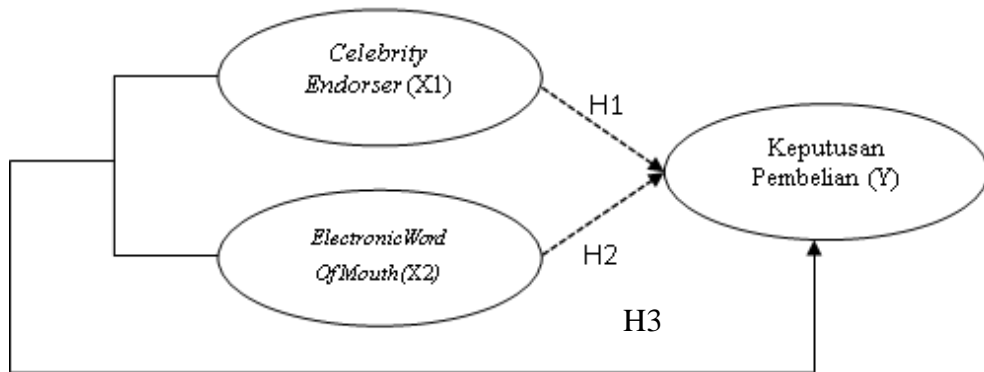 Celebrity
Endorser (X1)
H1
Keputusan
Pembelian (Y)
ElectronicWord
OfMouth(X2)
H2
H3